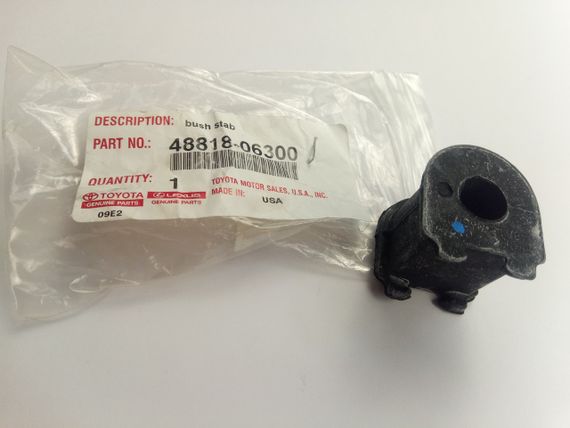 DESCRIPTION: bush stab
PART NO.: 48818-06300
QUANTITY: 1
TOYOTA MOTOR SALES, U.S.A., INC.
MADE IN: USA
TOYOTA LEXUS
GENUINE PARTS GENUINE PARTS
09E2